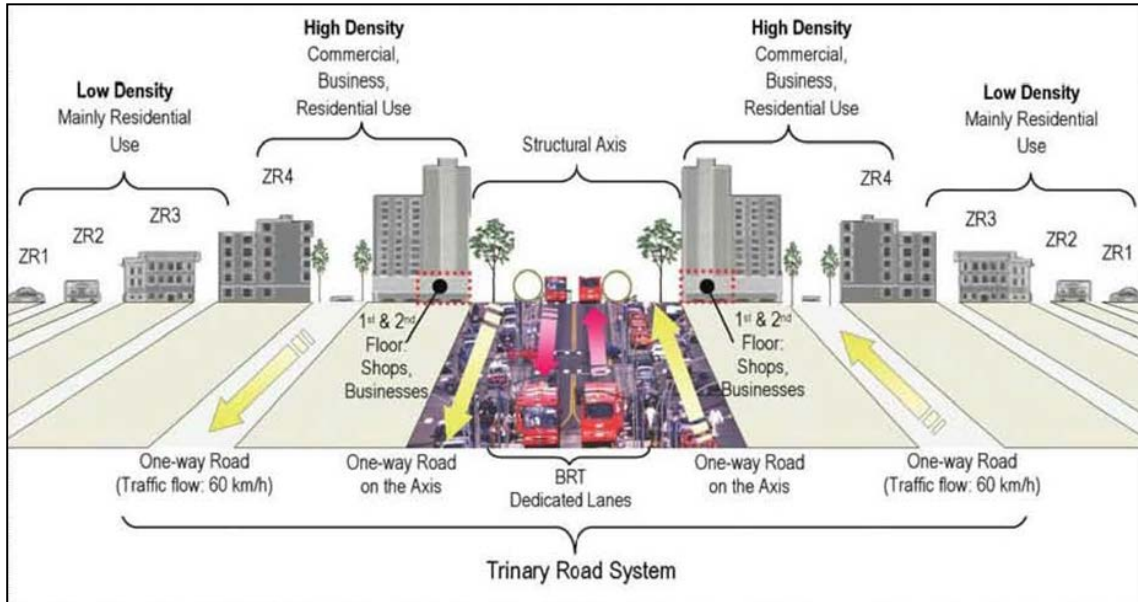 High Density
Commercial,
Business,
Residential Use
High Density
Commercial,
Business,
Residential Use
Low Density
Mainly Residential
Use
Low Density
Mainly Residential
Use
Structural Axis
ZR4
ZR4
ZR3
ZR3
ZR2
ZR2
ZR1
ZR1
1st & 2nd
Floor:
Shops,
Businesses
1st & 2nd
Floor:
Shops,
Businesses
One-way Road
(Traffic flow: 60 km/h)
One-way Road
on the Axis
BRT
Dedicated Lanes
One-way Road
on the Axis
One-way Road
(Traffic flow: 60 km/h)
Trinary Road System